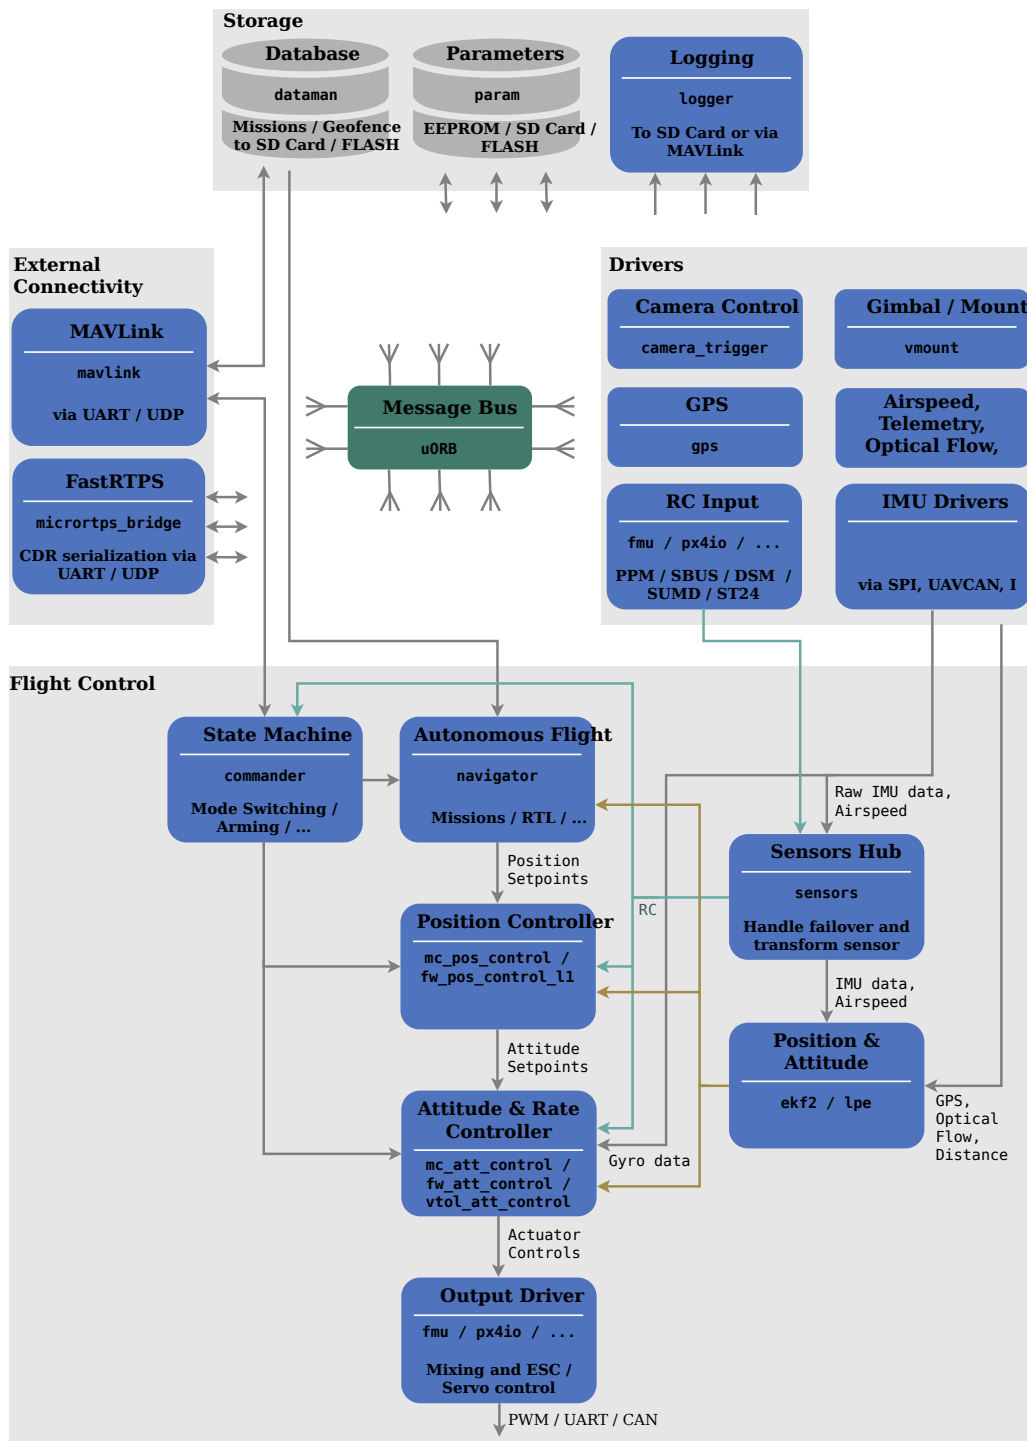 Storage
Database
dataman
Missions / Geofence
to SD Card / FLASH
Parameters
param
EEPROM / SD Card /
FLASH
Logging
logger
To SD Card or via
MAVLink
External
Connectivity
MAVLink
mavlink
via UART / UDP
FastRTPS
micrortps_bridge
CDR serialization via
UART / UDP
Message Bus
uORB
Drivers
Camera Control
camera_trigger
Gimbal / Mount
vmount
GPS
gps
Airspeed,
Telemetry,
Optical Flow,
RC Input
fmu / px4io / ...
PPM / SBUS / DSM /
SUMD / ST24
IMU Drivers
via SPI, UAVCAN, I
Flight Control
State Machine
commander
Mode Switching /
Arming / ...
Autonomous Flight
navigator
Missions / RTL / ...
Raw IMU data,
Airspeed
Position
Setpoints
Sensors Hub
sensors
Handle failover and
transform sensor
RC
Position Controller
mc_pos_control /
fw_pos_control_l1
IMU data,
Airspeed
Attitude
Setpoints
Position &
Attitude
ekf2 / lpe
GPS,
Optical
Flow,
Distance
Attitude & Rate
Controller
mc_att_control /
fw_att_control /
vtol_att_control
Gyro data
Actuator
Controls
Output Driver
fmu / px4io / ...
Mixing and ESC /
Servo control
PWM / UART / CAN